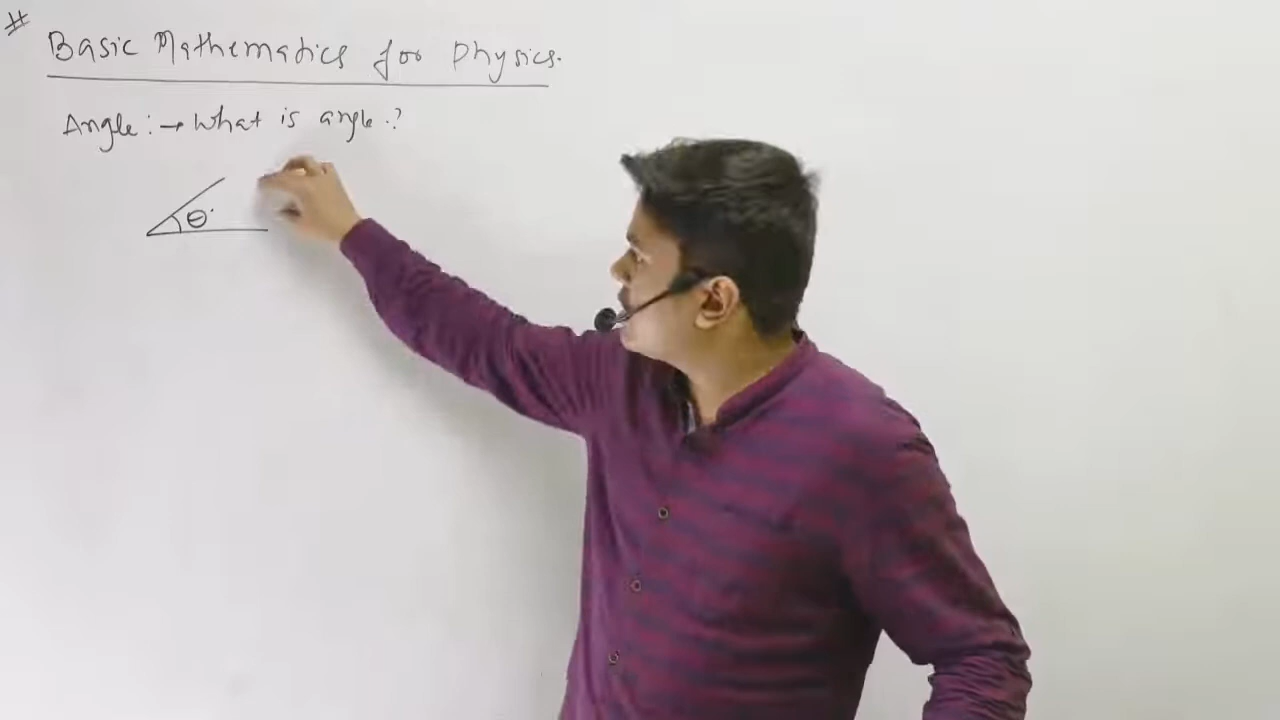 #
Basic Mathematics for Physics.
Angle :→ What is angle.?
θ